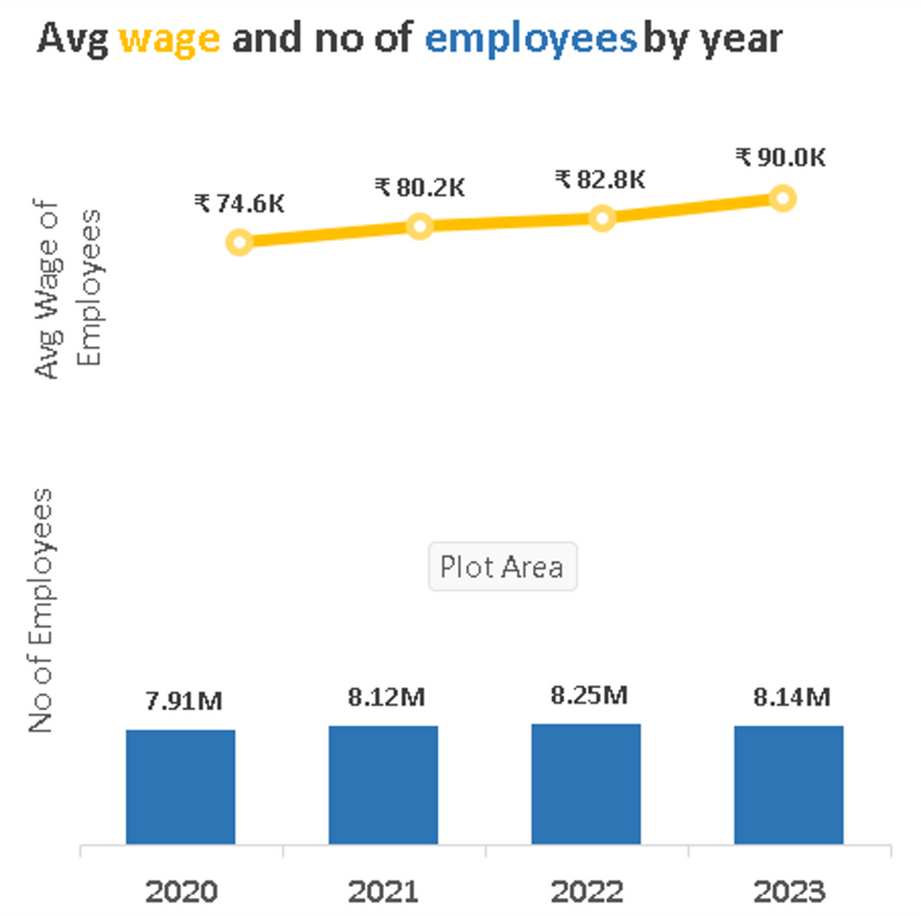 Avg wage and no of employees by year
₹ 74.6K
₹ 80.2K
₹ 82.8K
₹ 90.0K
Avg Wage of
Employees
No of Employees
Plot Area
7.91M
8.12M
8.25M
8.14M
2020
2021
2022
2023